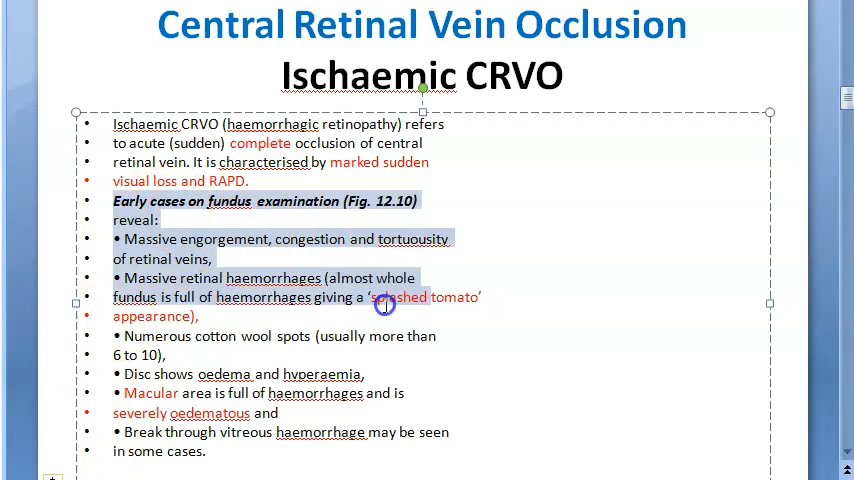 Central Retinal Vein Occlusion
Ischaemic CRVO
• Ischaemic CRVO (haemorrhagic retinopathy) refers
• to acute (sudden) complete occlusion of central
• retinal vein. It is characterised by marked sudden
• visual loss and RAPD.
• Early cases on fundus examination (Fig. 12.10)
• reveal:
• • Massive engorgement, congestion and tortuousity
• of retinal veins,
• • Massive retinal haemorrhages (almost whole
• fundus is full of haemorrhages giving a ‘splashed tomato’
• appearance),
• • Numerous cotton wool spots (usually more than
• 6 to 10),
• • Disc shows oedema and hyperaemia,
• • Macular area is full of haemorrhages and is
• severely oedematous and
• • Break through vitreous haemorrhage may be seen
• in some cases.